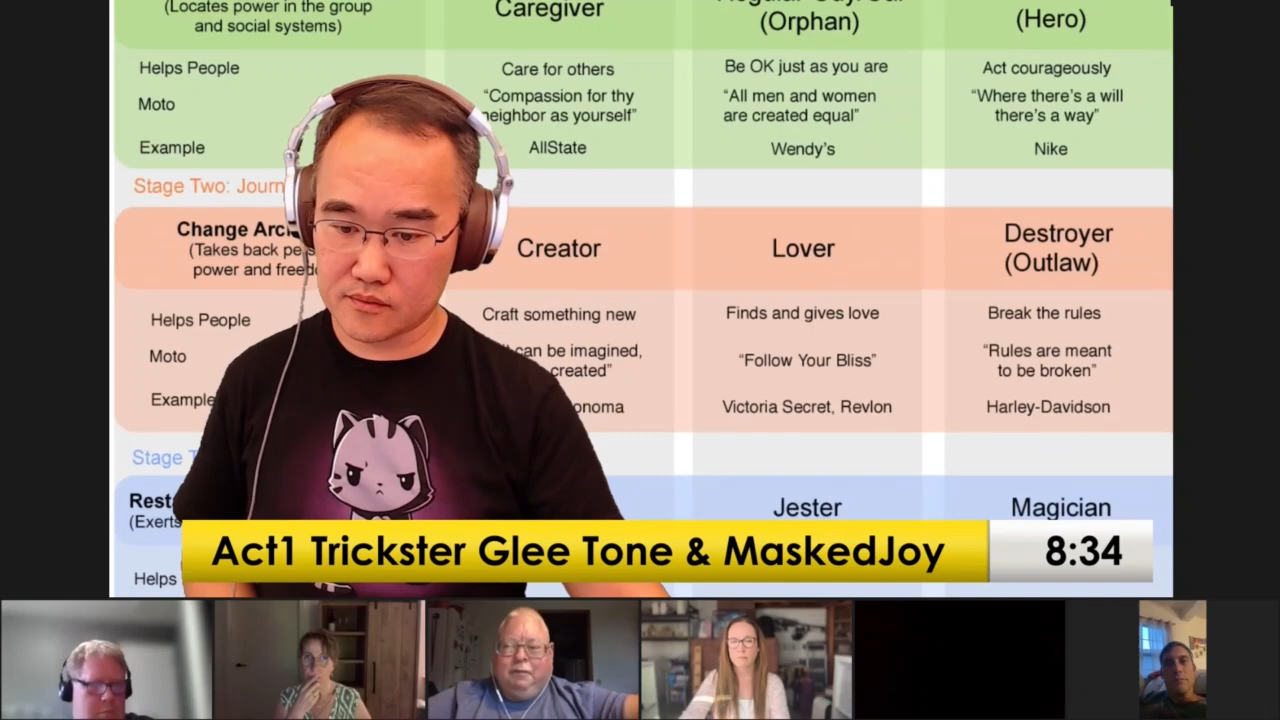 (Locates power in the group
and social systems)
Caregiver
(Orphan)
(Hero)
Helps People
Care for others
Be OK just as you are
Act courageously
Moto
“Compassion for thy
neighbor as yourself”
“All men and women
are created equal”
“Where there’s a will
there’s a way”
Example
AllState
Wendy’s
Nike
Stage Two: Journ
Change Arc
(Takes back pers
power and freed
Creator
Lover
Destroyer
(Outlaw)
Helps People
Craft something new
Finds and gives love
Break the rules
Moto
can be imagined,
created”
“Follow Your Bliss”
“Rules are meant
to be broken”
Example
onoma
Victoria Secret, Revlon
Harley-Davidson
Stage
Rest
(Exerts
Jester
Magician
Act1 Trickster Glee Tone & MaskedJoy
8:34
Helps